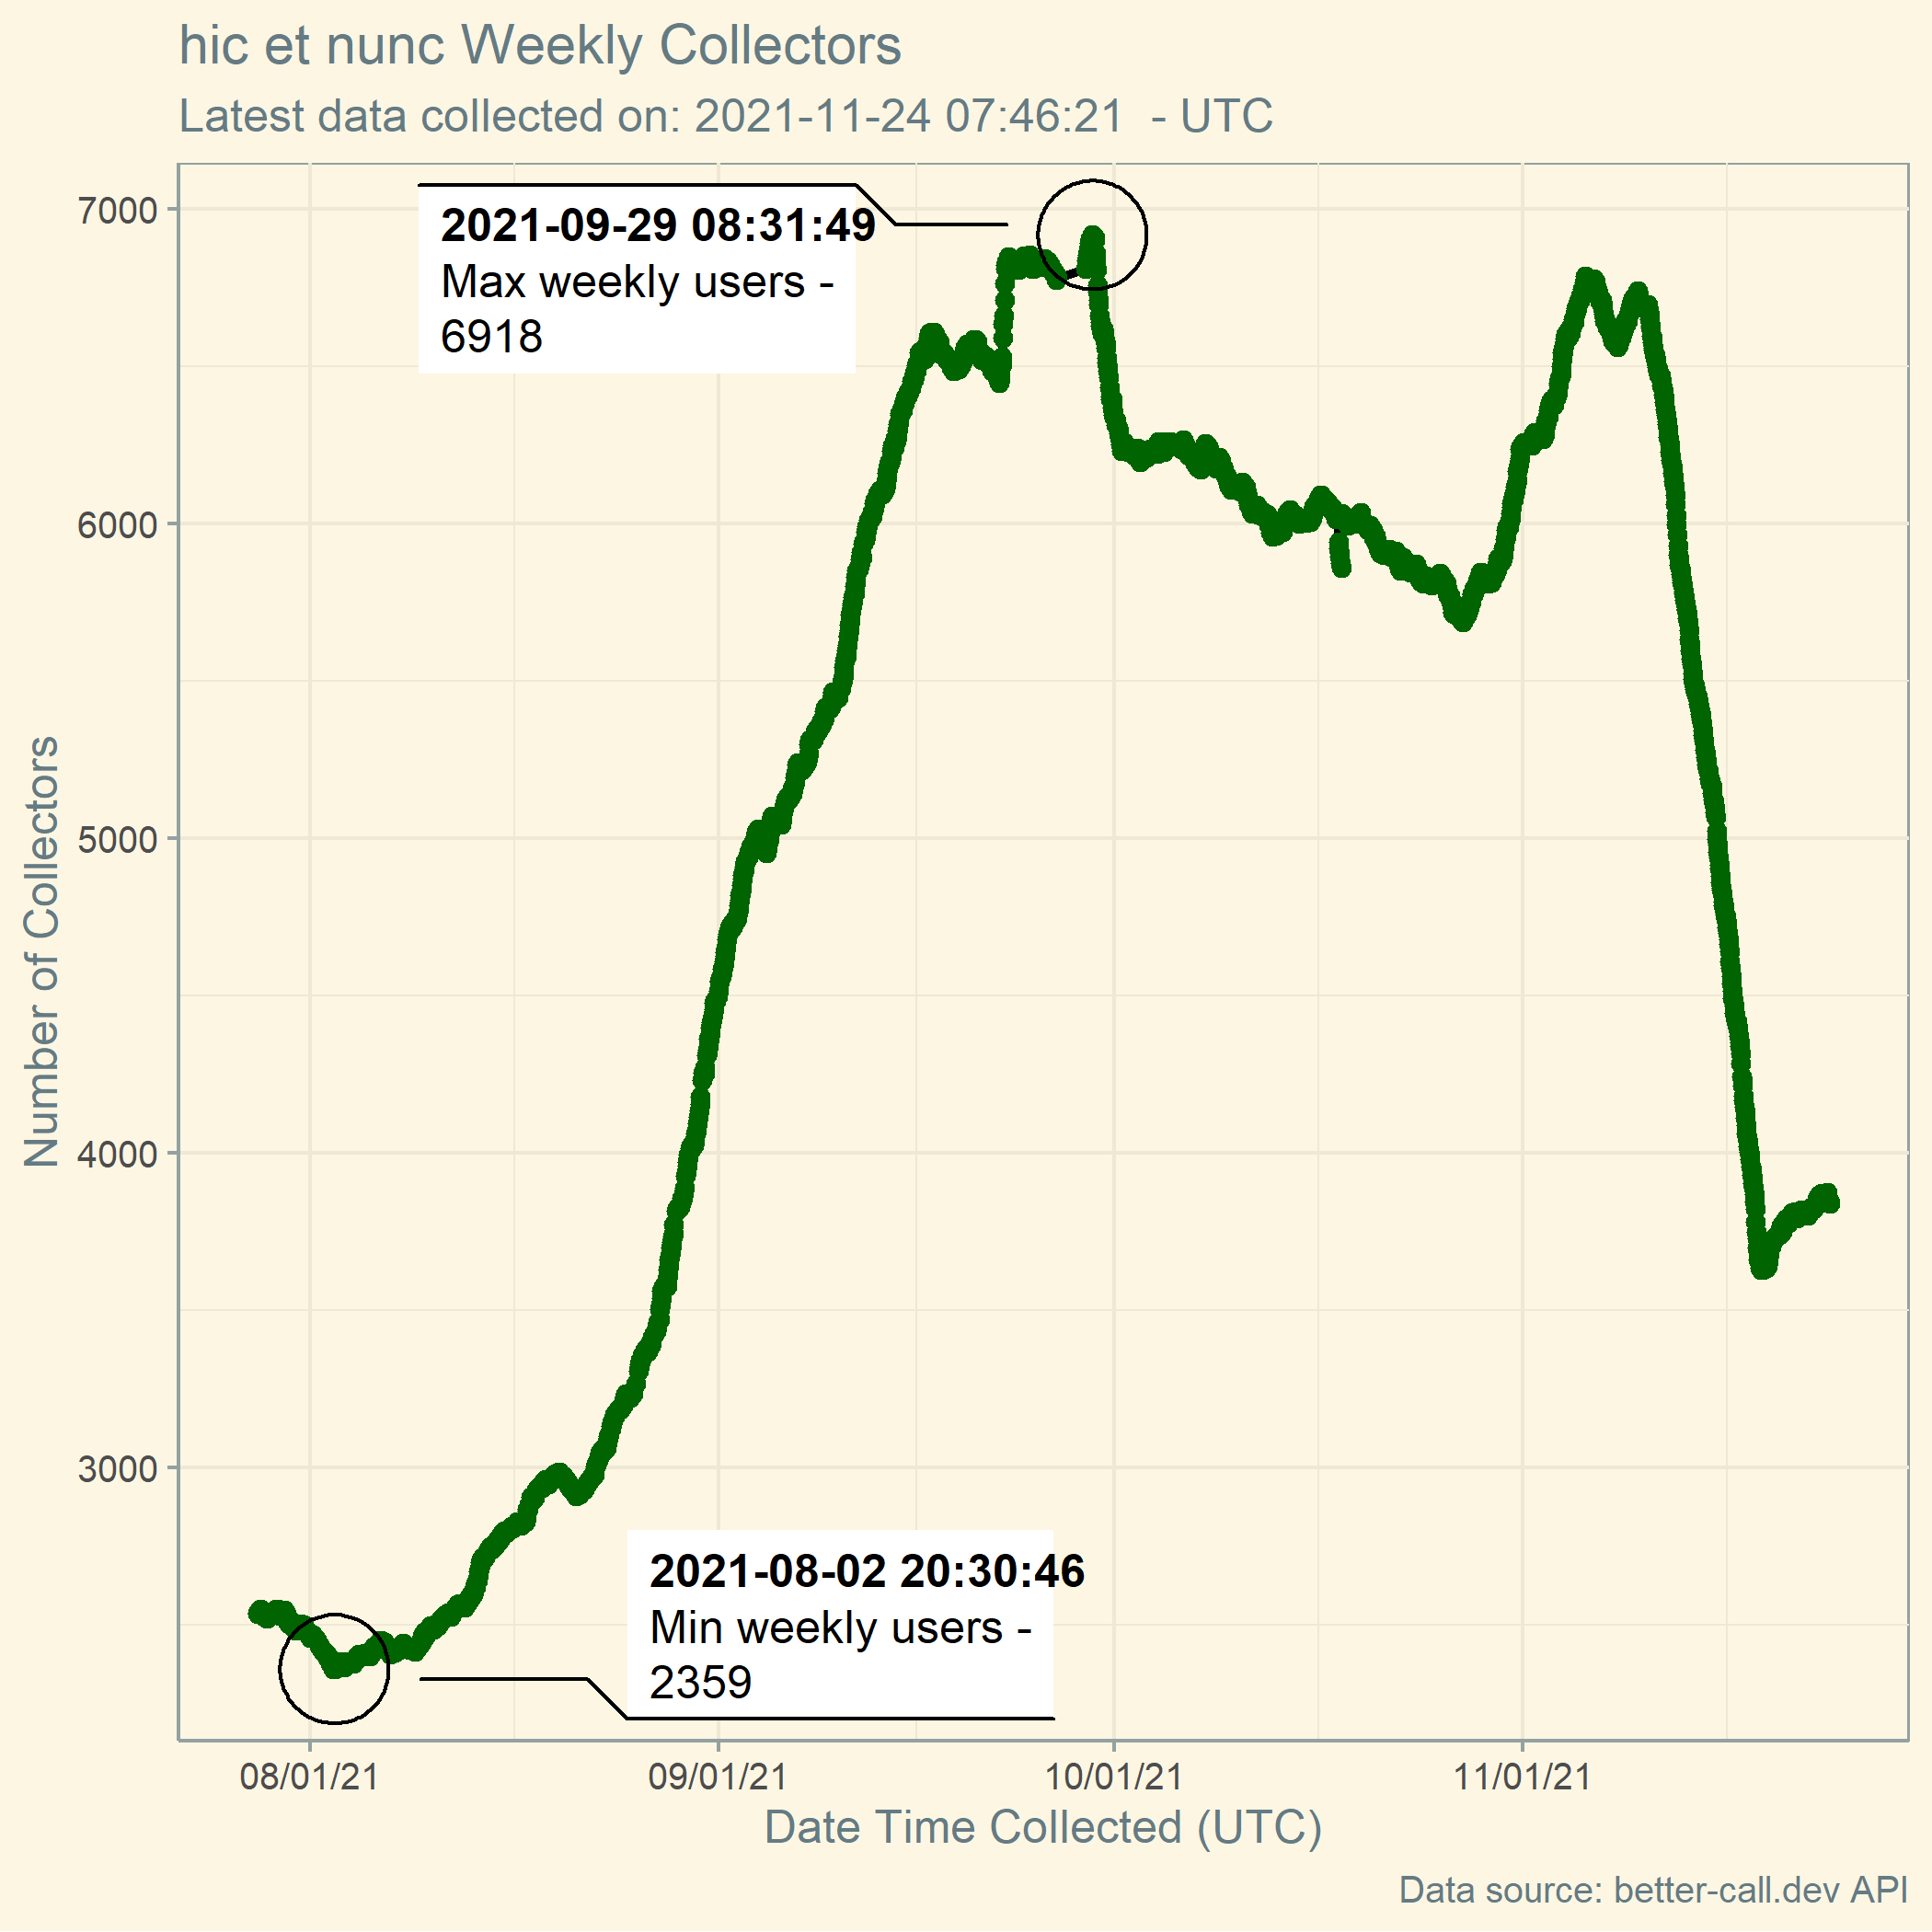 hic et nunc Weekly Collectors
Latest data collected on: 2021-11-24 07:46:21  - UTC
7000
6000
5000
4000
3000
Number of Collectors
2021-09-29 08:31:49
Max weekly users -
6918
2021-08-02 20:30:46
Min weekly users -
2359
08/01/21
09/01/21
10/01/21
11/01/21
Date Time Collected (UTC)
Data source: better-call.dev API